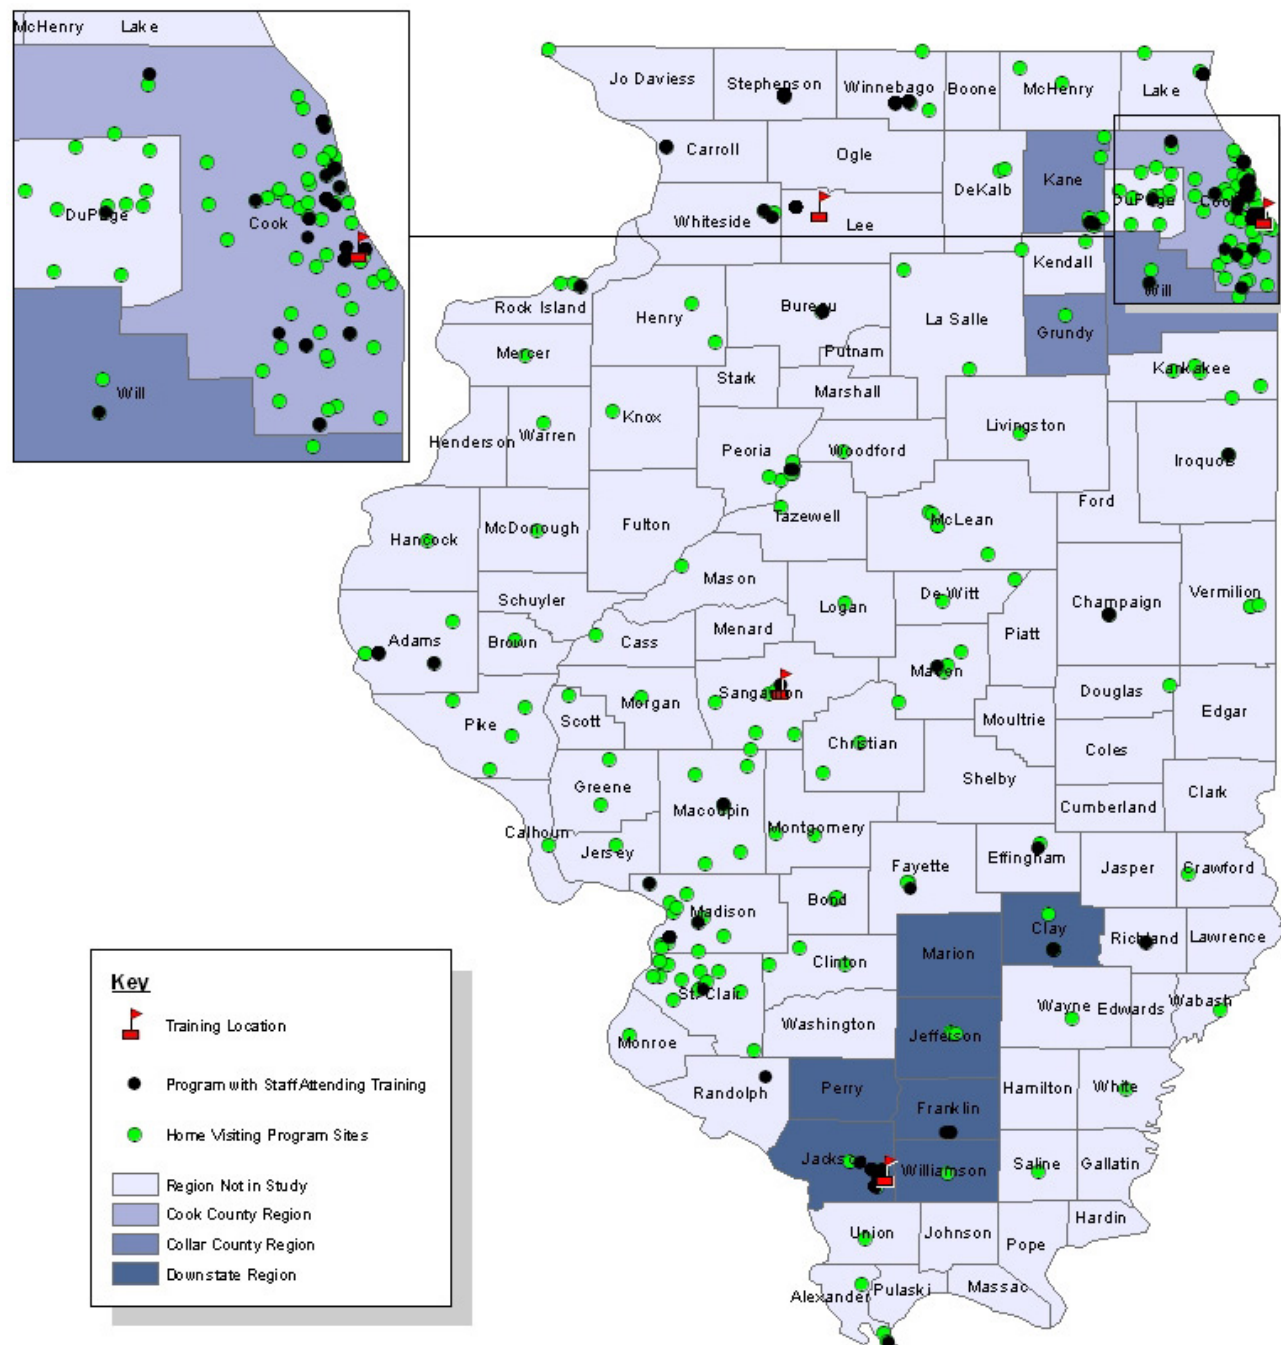 McHenry Lake
DuPage
Cook
Will
Jo Daviess
Stephenson
Winnebago
Boone
McHenry
Lake
Carroll
Ogle
DeKalb
Kane
DuPage
Cook
Whiteside
Lee
Kendall
Will
Rock Island
Henry
Bureau
La Salle
Grundy
Mercer
Putnam
Kankakee
Stark
Marshall
Henderson
Warren
Knox
Peoria
Woodford
Livingston
Iroquois
Ford
Hancock
McDonough
Fulton
Tazewell
McLean
Mason
Schuyler
Logan
De Witt
Champaign
Vermilion
Adams
Brown
Cass
Menard
Piatt
Macon
Pike
Scott
Morgan
Sangamon
Douglas
Edgar
Moultrie
Christian
Coles
Greene
Shelby
Clark
Macoupin
Cumberland
Montgomery
Calhoun
Jersey
Fayette
Effingham
Jasper
Crawford
Madison
Bond
Clay
Richland
Lawrence
Marion
Clinton
St. Clair
Wayne
Edwards
Wabash
Washington
Jefferson
Monroe
Randolph
Perry
Hamilton
White
Franklin
Jackson
Williamson
Saline
Gallatin
Union
Johnson
Pope
Hardin
Alexander
Pulaski
Massac
Key
Training Location
Program with Staff Attending Training
Home Visiting Program Sites
Region Not in Study
Cook County Region
Collar County Region
Downstate Region